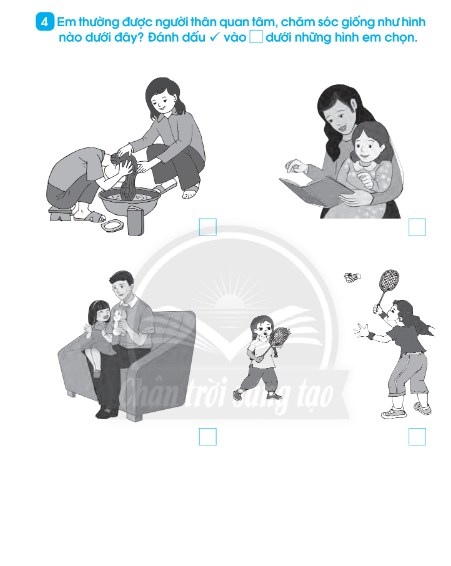 4 Em thường được người thân quan tâm, chăm sóc giống như hình
nào dưới đây? Đánh dấu ✓ vào ☐ dưới những hình em chọn.
Chân trời sáng tạo